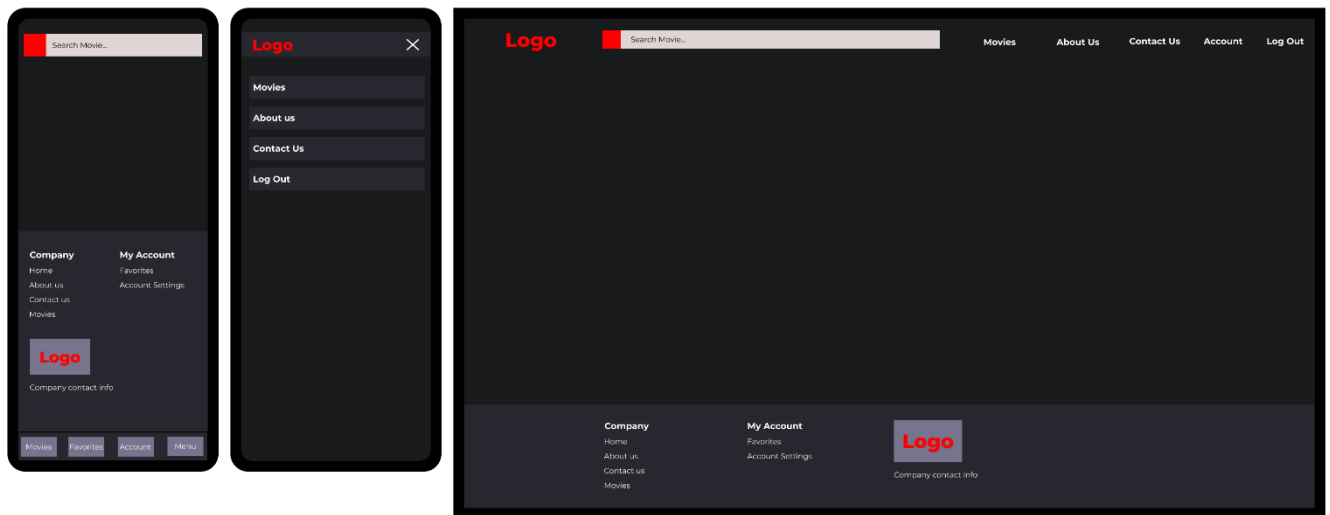 Search Movie...
Company
Home
About us
Contact us
Movies
My Account
Favorites
Account Settings
Logo
Company contact info
Movies
Favorites
Account
Menu
Logo
Movies
About us
Contact Us
Log Out
Logo
Search Movie...
Movies
About Us
Contact Us
Account
Log Out
Company
Home
About us
Contact us
Movies
My Account
Favorites
Account Settings
Logo
Company contact info